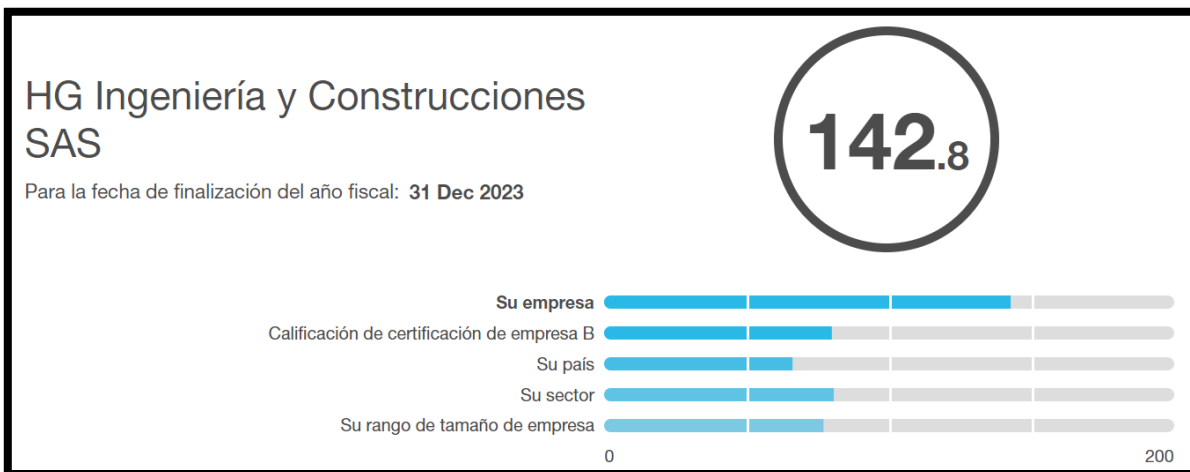 HG Ingeniería y Construcciones
SAS
Para la fecha de finalización del año fiscal: 31 Dec 2023
142.8
Su empresa
Calificación de certificación de empresa B
Su país
Su sector
Su rango de tamaño de empresa
0 200